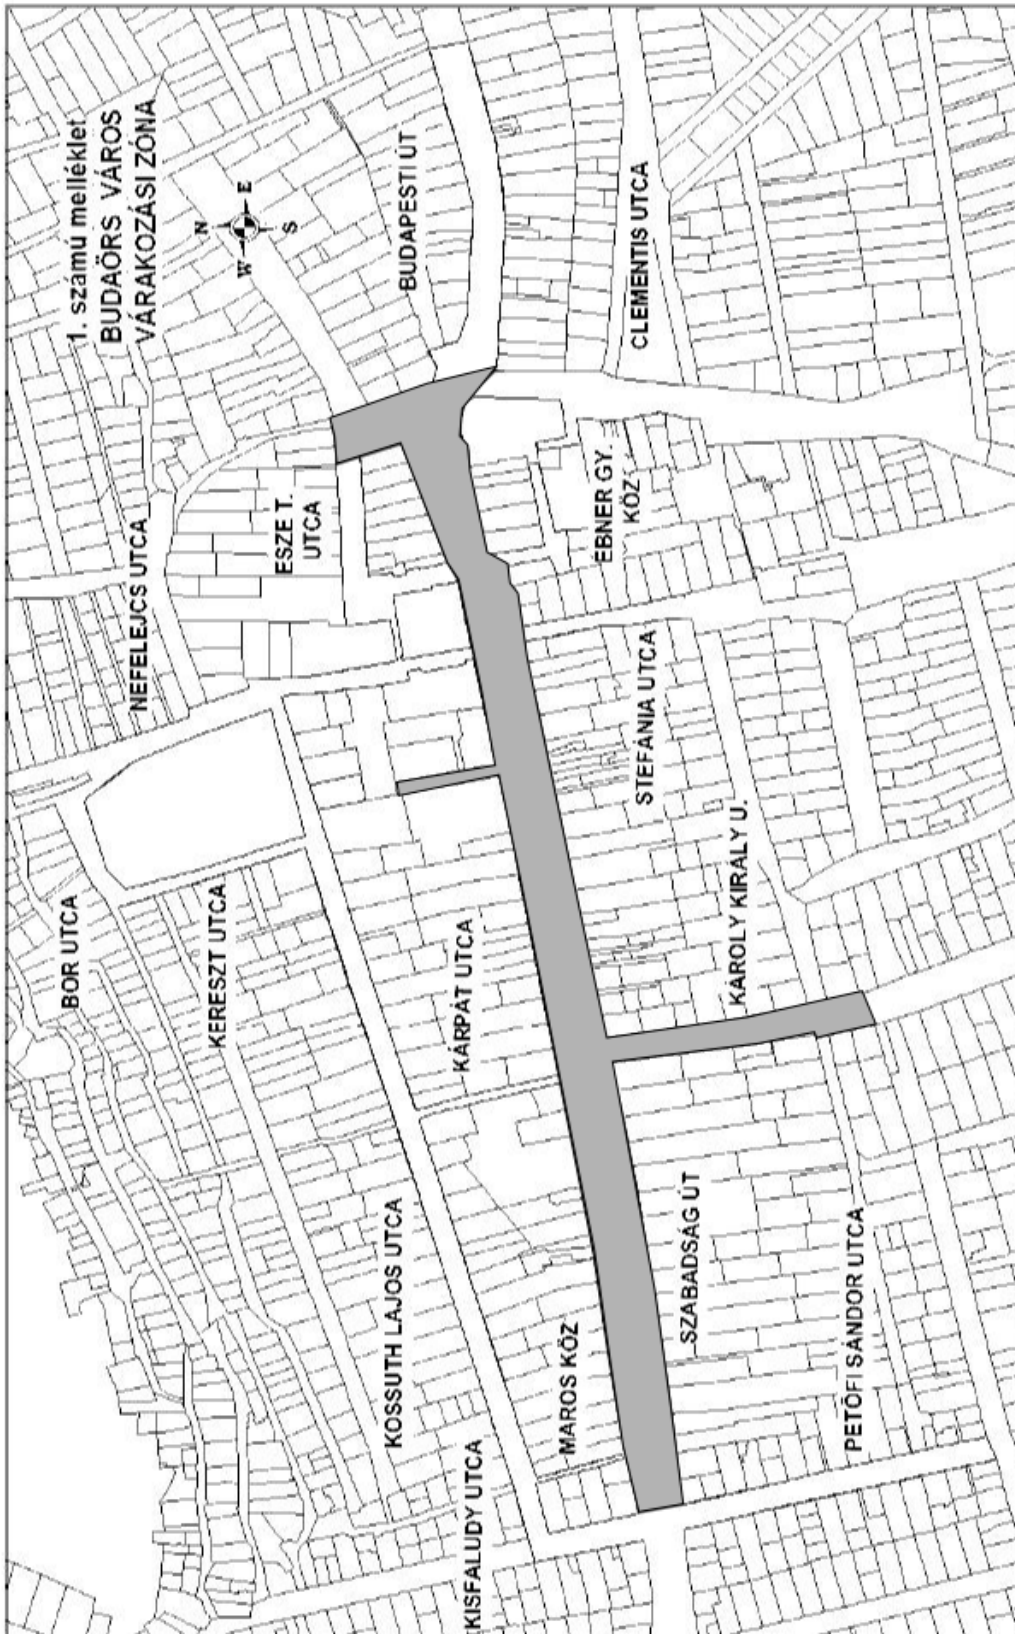 1. számú melléklet
BUDAÖRS VÁROS
VÁRAKOZÁSI ZÓNA
N
W
E
S
BOR UTCA
NEFELEJCS UTCA
KERESZT UTCA
ESZE T.
UTCA
BUDAPESTI ÚT
KOSSUTH LAJOS UTCA
KÁRPÁT UTCA
KISFALUDY UTCA
MAROS KÖZ
ÉBNER GY.
KÖZ
CLEMENTIS UTCA
STEFÁNIA UTCA
SZABADSÁG ÚT
KÁROLY KIRÁLY U.
PETŐFI SÁNDOR UTCA